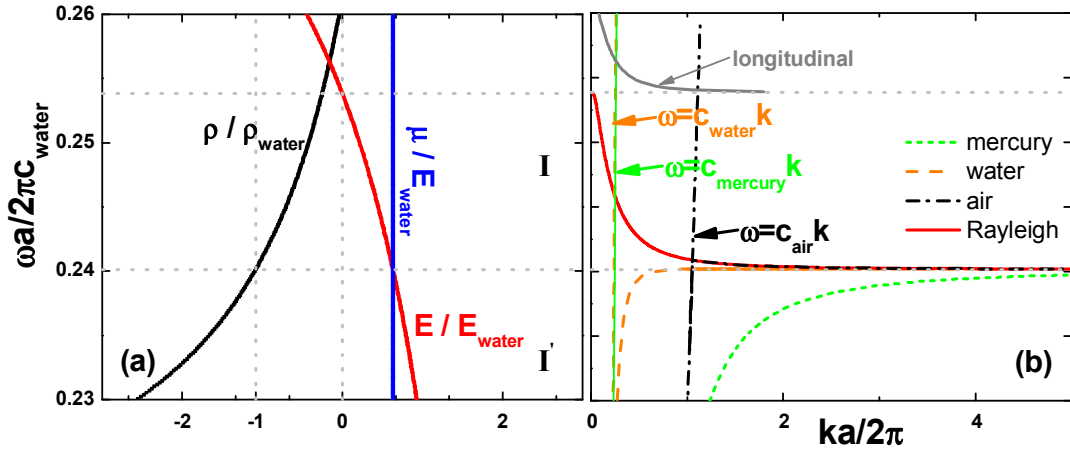 ωa/2πc_water
0.26
0.25
0.24
0.23
-2
-1
0
2
ρ / ρ_water
μ / E_water
E / E_water
I
I'
(a)
longitudinal
ω=c_water k
ω=c_mercury k
ω=c_air k
mercury
water
air
Rayleigh
(b)
0
2
4
ka/2π